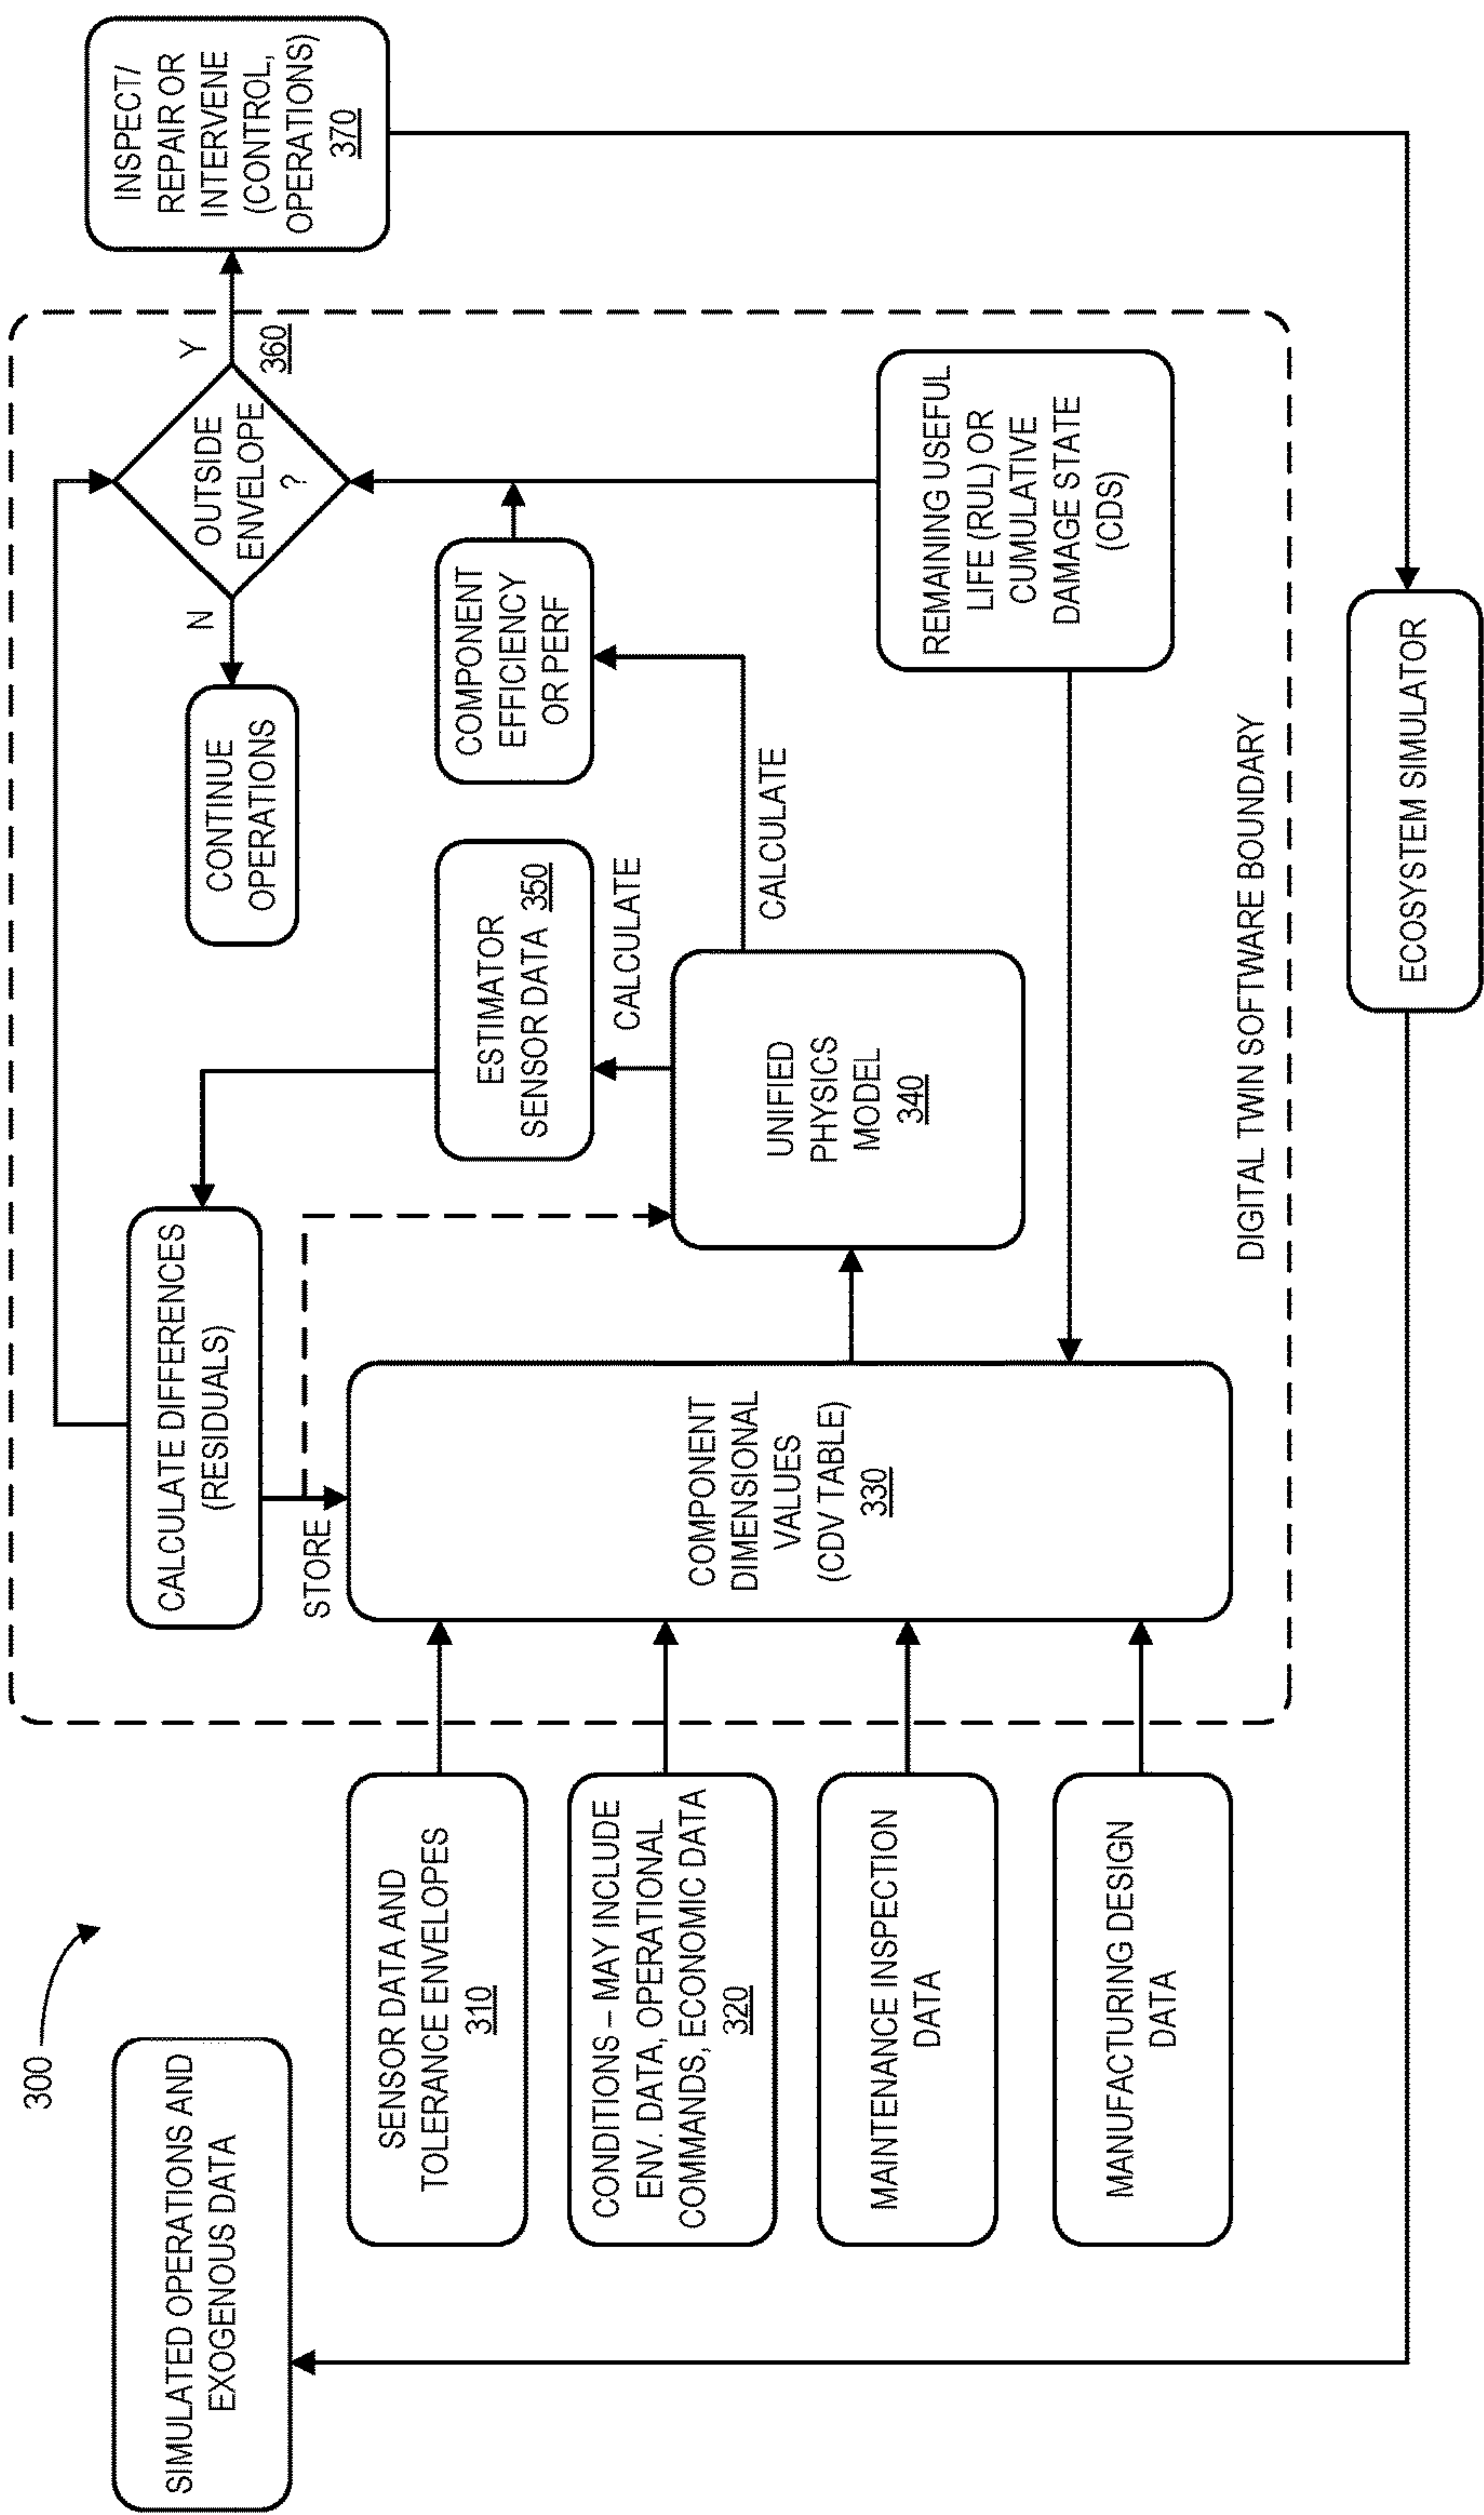 300
SIMULATED OPERATIONS AND
EXOGENOUS DATA
SENSOR DATA AND
TOLERANCE ENVELOPES
310
CONDITIONS – MAY INCLUDE
ENV. DATA, OPERATIONAL
COMMANDS, ECONOMIC DATA
320
MAINTENANCE INSPECTION
DATA
MANUFACTURING DESIGN
DATA
CALCULATE DIFFERENCES
(RESIDUALS)
STORE
COMPONENT
DIMENSIONAL
VALUES
(CDV TABLE)
330
ESTIMATOR
SENSOR DATA 350
CALCULATE
UNIFIED
PHYSICS
MODEL
340
CALCULATE
CONTINUE
OPERATIONS
COMPONENT
EFFICIENCY
OR PERF
N
OUTSIDE
ENVELOPE
?
Y
360
REMAINING USEFUL
LIFE (RUL) OR
CUMULATIVE
DAMAGE STATE
(CDS)
DIGITAL TWIN SOFTWARE BOUNDARY
INSPECT/
REPAIR OR
INTERVENE
(CONTROL,
OPERATIONS)
370
ECOSYSTEM SIMULATOR